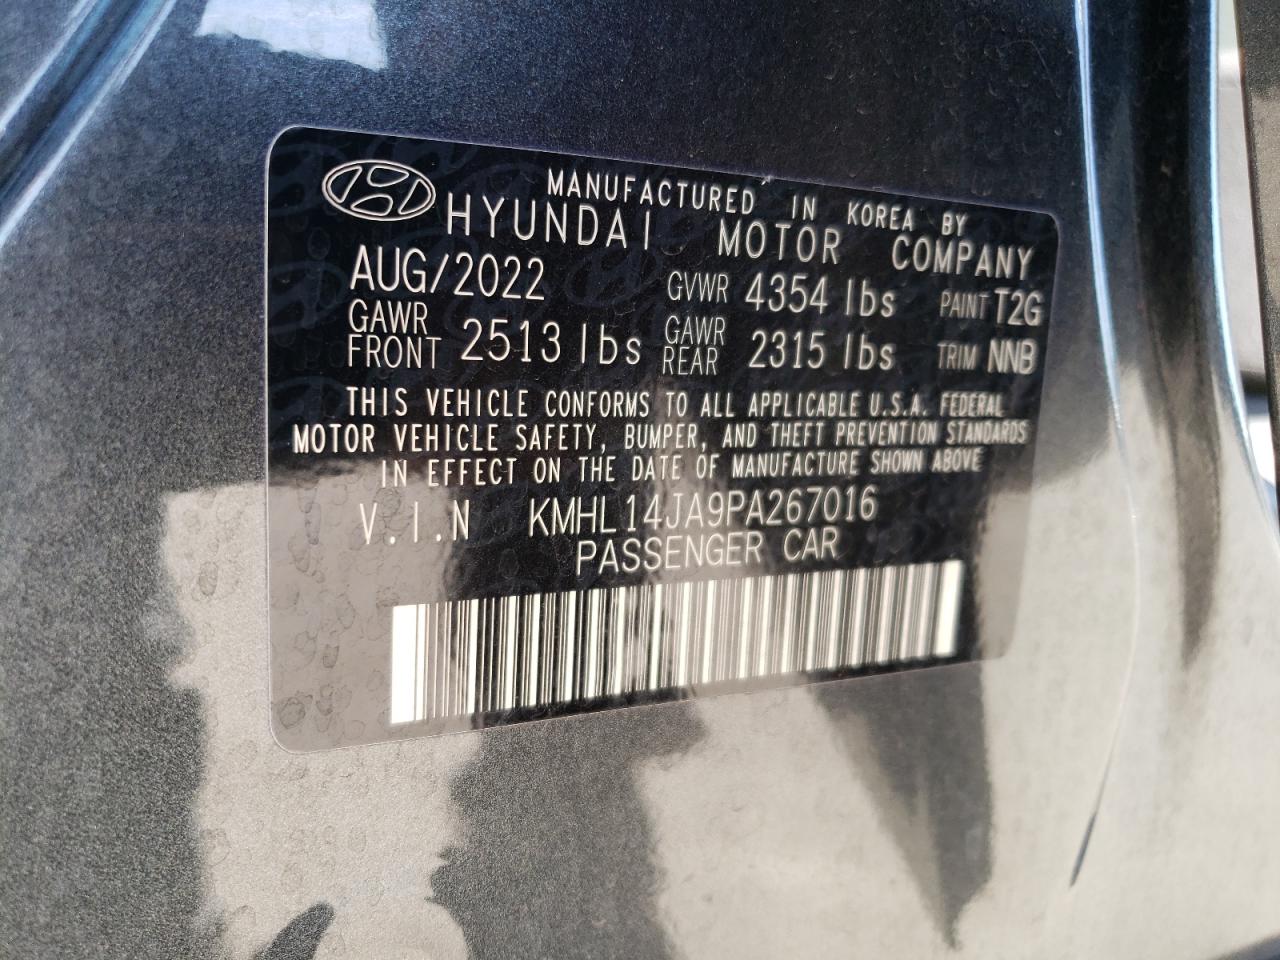 MANUFACTURED IN KOREA BY
HYUNDAI MOTOR COMPANY
AUG/2022 GVWR 4354 lbs PAINT T2G
GAWR FRONT 2513 lbs GAWR REAR 2315 lbs TRIM NNB
THIS VEHICLE CONFORMS TO ALL APPLICABLE U.S.A. FEDERAL
MOTOR VEHICLE SAFETY, BUMPER, AND THEFT PREVENTION STANDARDS
IN EFFECT ON THE DATE OF MANUFACTURE SHOWN ABOVE
V.I.N KMHL14JA9PA267016
PASSENGER CAR